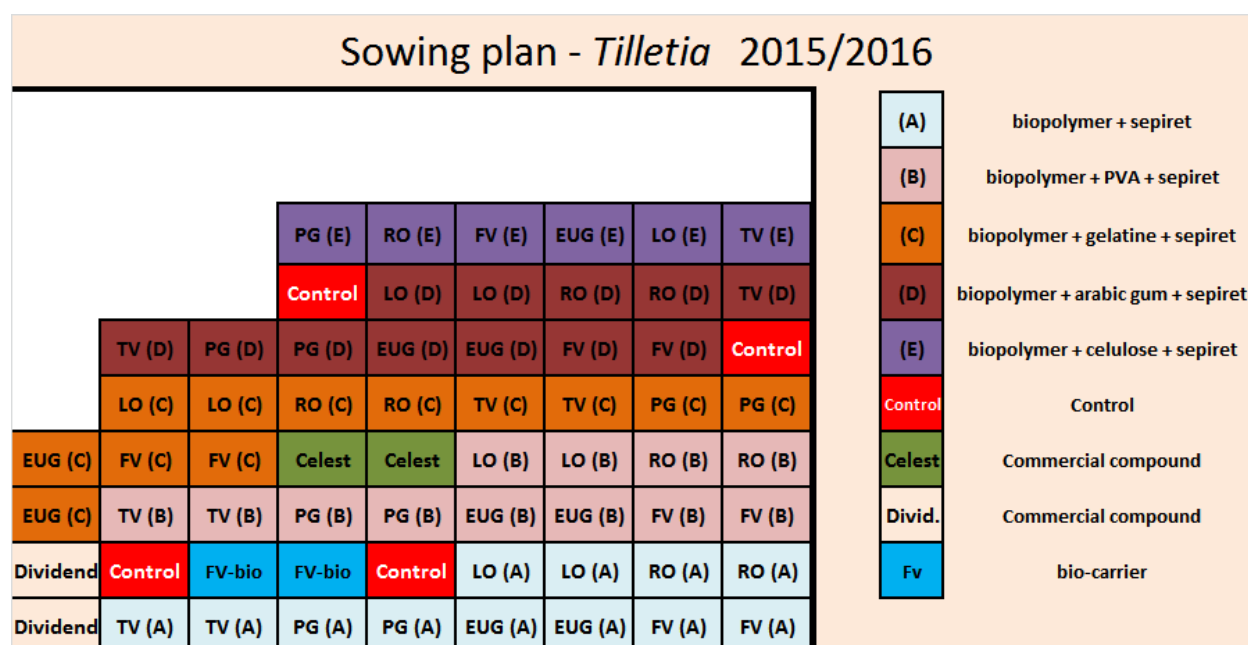 Sowing plan - Tilletia 2015/2016
(A) biopolymer + sepiret
(B) biopolymer + PVA + sepiret
PG (E) RO (E) FV (E) EUG (E) LO (E) TV (E) (C) biopolymer + gelatine + sepiret
Control LO (D) LO (D) RO (D) RO (D) TV (D) (D) biopolymer + arabic gum + sepiret
TV (D) PG (D) PG (D) EUG (D) EUG (D) FV (D) FV (D) Control (E) biopolymer + celulose + sepiret
LO (C) LO (C) RO (C) RO (C) TV (C) TV (C) PG (C) PG (C) Control Control
EUG (C) FV (C) FV (C) Celest Celest LO (B) LO (B) RO (B) RO (B) Celest Commercial compound
EUG (C) TV (B) TV (B) PG (B) PG (B) EUG (B) EUG (B) FV (B) FV (B) Divid. Commercial compound
Dividend Control FV-bio FV-bio Control LO (A) LO (A) RO (A) RO (A) Fv bio-carrier
Dividend TV (A) TV (A) PG (A) PG (A) EUG (A) EUG (A) FV (A) FV (A)